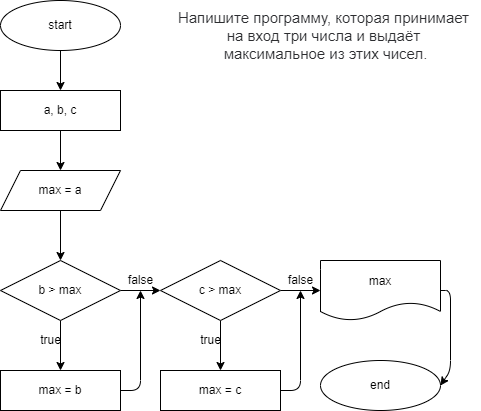 start
Напишите программу, которая принимает
на вход три числа и выдаёт
максимальное из этих чисел.
a, b, c
max = a
b > max
false
c > max
false
max
true
true
max = b
max = c
end